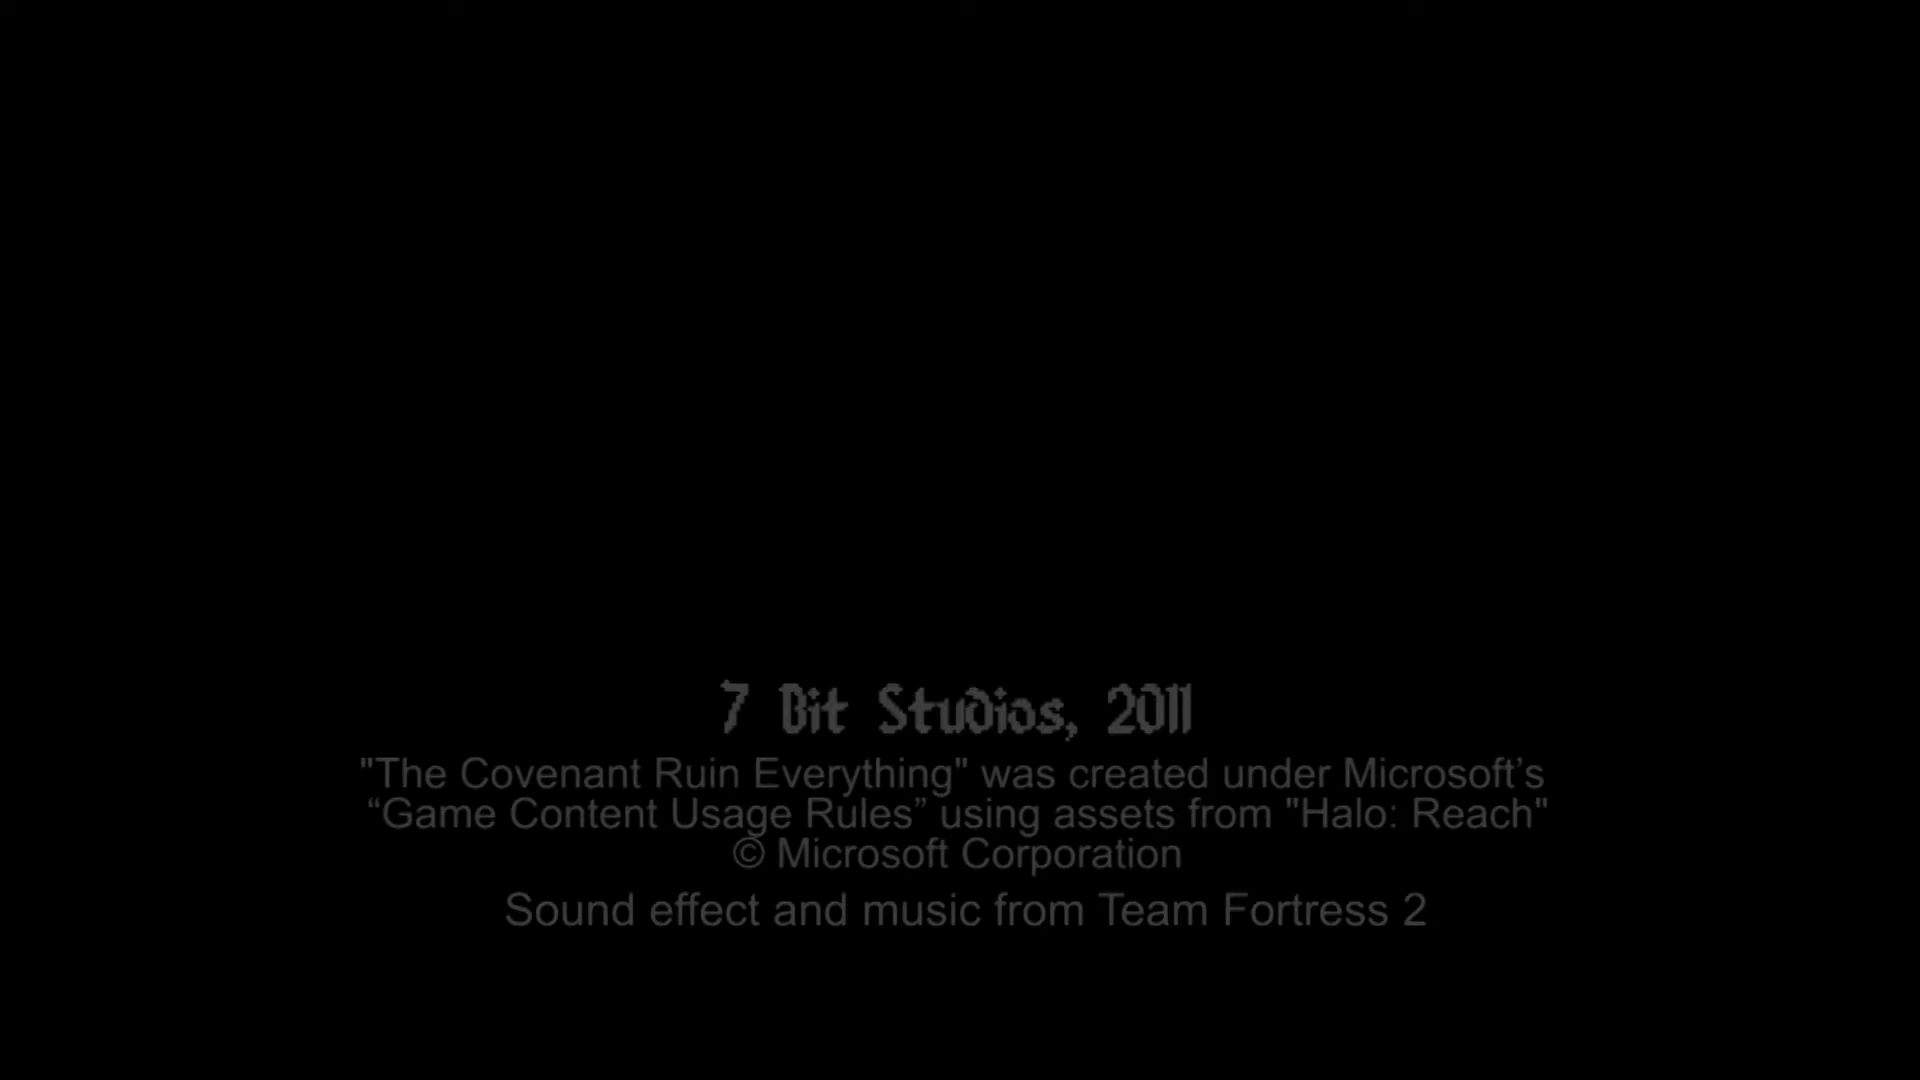 7 Bit Studios, 2011
"The Covenant Ruin Everything" was created under Microsoft’s
“Game Content Usage Rules” using assets from "Halo: Reach"
© Microsoft Corporation
Sound effect and music from Team Fortress 2